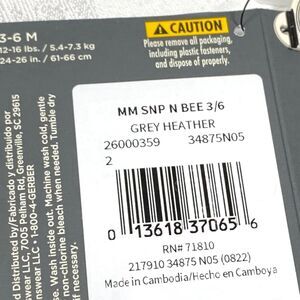 3-6 M
12-16 lbs. / 5.4-7.3 kg
24-26 in. / 61-66 cm
CAUTION
Please remove all packaging,
including plastic fasteners,
and dispose of properly.
MM SNP N BEE 3/6
GREY HEATHER
26000359 34875N05
2
0 13618 37065 6
RN# 71810
217910 34875 N05 (0822)
Made in Cambodia/Hecho en Camboya
d Distributed by/Fabricado y distribuido por
nswear LLC, 7005 Pelham Rd, Greenville, SC 29615
nswear LLC • 1-800-4-GERBER
e. Wash inside out. Machine wash cold, gentle
non-chlorine bleach when needed. Tumble dry